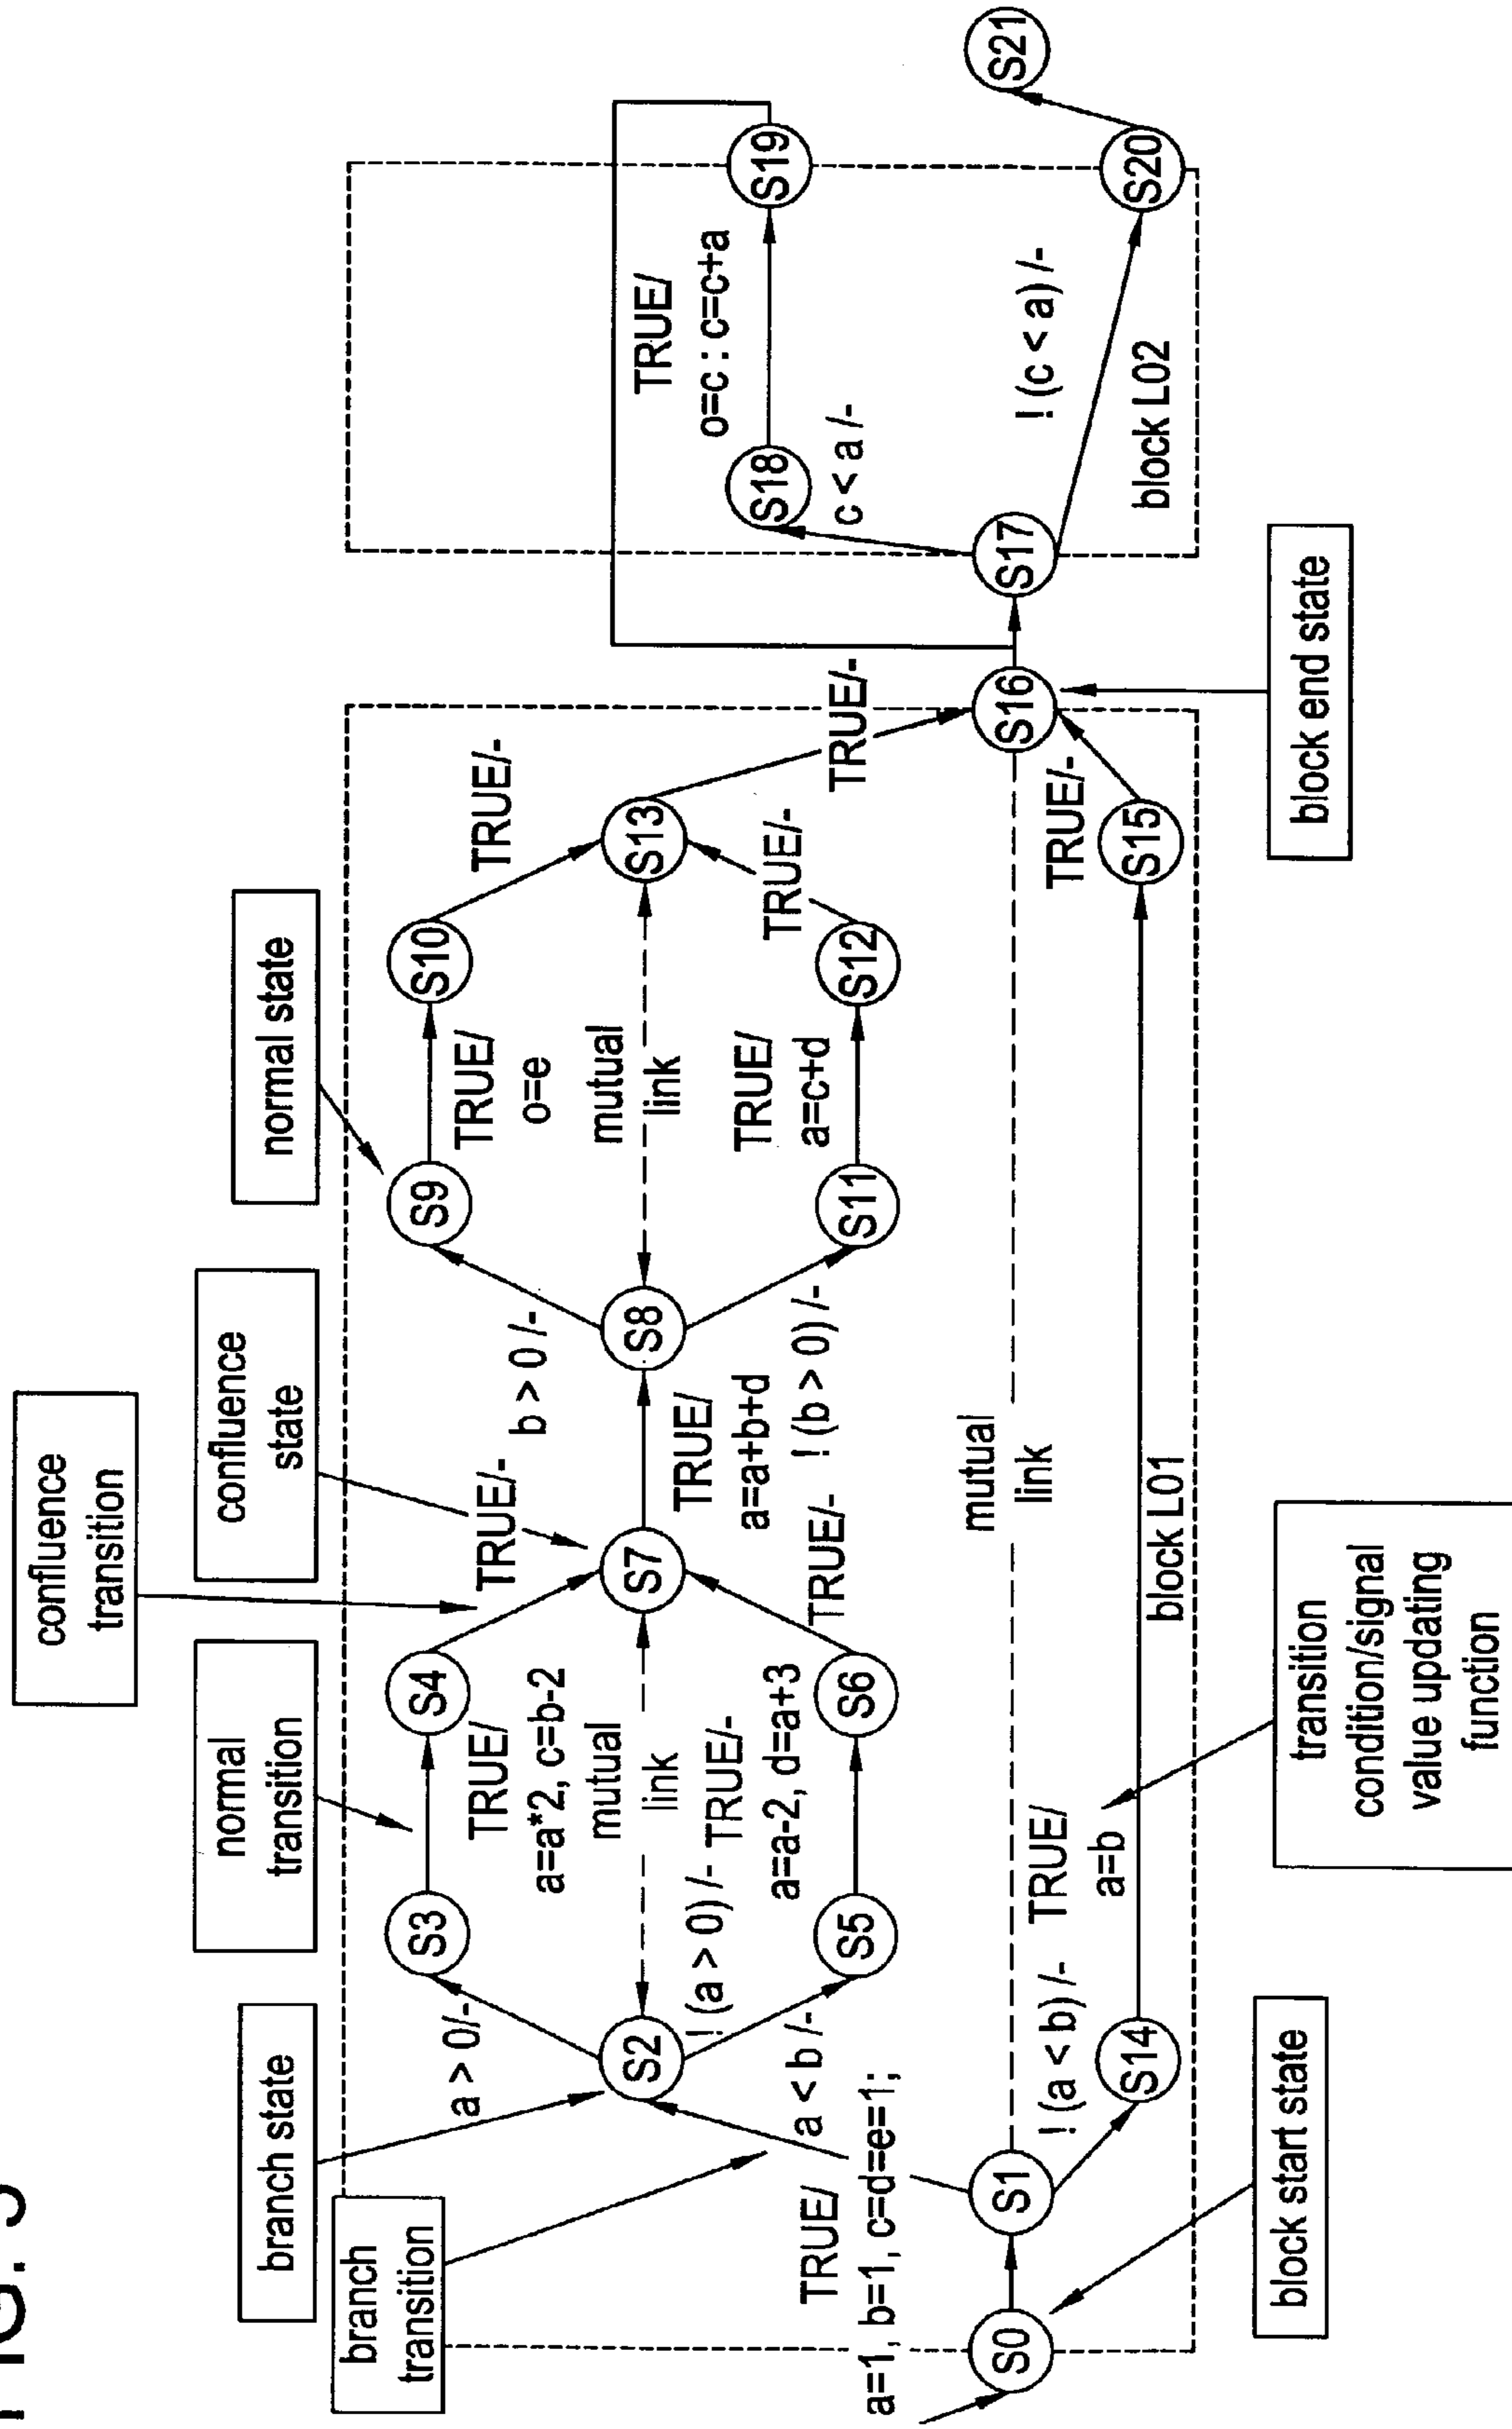 FIG. 5
confluence
transition
normal
transition
confluence
state
normal state
branch state
branch
transition
a > 0/-
S3
S4
TRUE/
a=a*2, c=b-2
TRUE/-
S2
mutual
link
S7
! (a > 0) /-
TRUE/-
a=a-2, d=a+3
S5
S6
TRUE/-
TRUE/
a=a+b+d
S8
b > 0 /-
! (b > 0) /-
S9
S10
TRUE/
o=e
TRUE/-
mutual
link
S13
TRUE/
a=c+d
S11
S12
TRUE/-
TRUE/-
a < b /-
TRUE/
a=1, b=1, c=d=e=1;
S0
S1
mutual
link
S16
! (a < b) /-
S14
TRUE/
a=b
S15
TRUE/-
block L01
TRUE/
o=c : c=c+a
S18
S19
c < a /-
S17
! (c < a) /-
S20
S21
block L02
block start state
transition
condition/signal
value updating
function
block end state